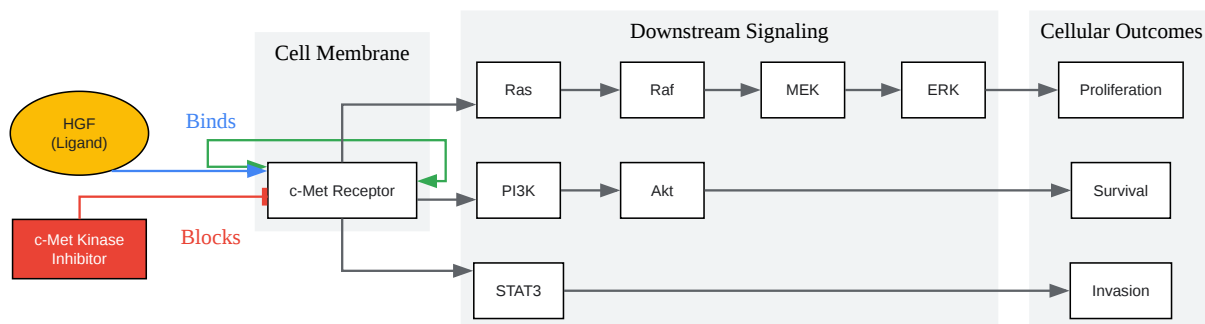 Downstream Signaling
Cellular Outcomes
Cell Membrane
Ras
Raf
MEK
ERK
Proliferation
HGF
(Ligand)
Binds
c-Met Receptor
PI3K
Akt
Survival
c-Met Kinase
Inhibitor
Blocks
STAT3
Invasion